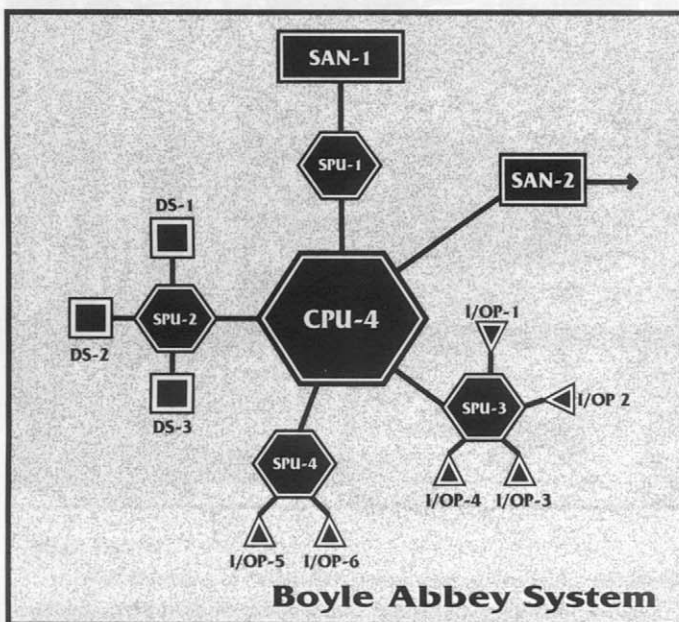 SAN-1
SPU-1
SAN-2
DS-1
SPU-2
DS-2
DS-3
CPU-4
I/OP-1
I/OP 2
SPU-3
I/OP-4
I/OP-3
SPU-4
I/OP-5
I/OP-6
Boyle Abbey System